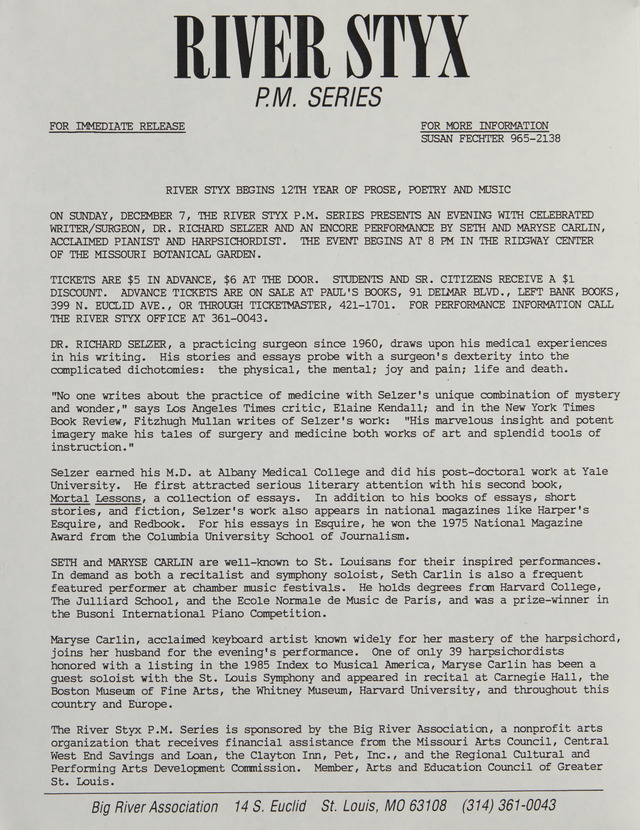 RIVER STYX
P.M. SERIES
FOR IMMEDIATE RELEASE
FOR MORE INFORMATION
SUSAN FECHTER 965-2138
RIVER STYX BEGINS 12TH YEAR OF PROSE, POETRY AND MUSIC
ON SUNDAY, DECEMBER 7, THE RIVER STYX P.M. SERIES PRESENTS AN EVENING WITH CELEBRATED
WRITER/SURGEON, DR. RICHARD SELZER AND AN ENCORE PERFORMANCE BY SETH AND MARYSE CARLIN,
ACCLAIMED PIANIST AND HARPSICHORDIST. THE EVENT BEGINS AT 8 PM IN THE RIDGWAY CENTER
OF THE MISSOURI BOTANICAL GARDEN.
TICKETS ARE $5 IN ADVANCE, $6 AT THE DOOR. STUDENTS AND SR. CITIZENS RECEIVE A $1
DISCOUNT. ADVANCE TICKETS ARE ON SALE AT PAUL'S BOOKS, 91 DELMAR BLVD., LEFT BANK BOOKS,
399 N. EUCLID AVE., OR THROUGH TICKETMASTER, 421-1701. FOR PERFORMANCE INFORMATION CALL
THE RIVER STYX OFFICE AT 361-0043.
DR. RICHARD SELZER, a practicing surgeon since 1960, draws upon his medical experiences
in his writing. His stories and essays probe with a surgeon's dexterity into the
complicated dichotomies: the physical, the mental; joy and pain; life and death.
"No one writes about the practice of medicine with Selzer's unique combination of mystery
and wonder," says Los Angeles Times critic, Elaine Kendall; and in the New York Times
Book Review, Fitzhugh Mullan writes of Selzer's work: "His marvelous insight and potent
imagery make his tales of surgery and medicine both works of art and splendid tools of
instruction."
Selzer earned his M.D. at Albany Medical College and did his post-doctoral work at Yale
University. He first attracted serious literary attention with his second book,
Mortal Lessons, a collection of essays. In addition to his books of essays, short
stories, and fiction, Selzer's work also appears in national magazines like Harper's
Esquire, and Redbook. For his essays in Esquire, he won the 1975 National Magazine
Award from the Columbia University School of Journalism.
SETH and MARYSE CARLIN are well-known to St. Louisans for their inspired performances.
In demand as both a recitalist and symphony soloist, Seth Carlin is also a frequent
featured performer at chamber music festivals. He holds degrees from Harvard College,
The Julliard School, and the Ecole Normale de Music de Paris, and was a prize-winner in
the Busoni International Piano Competition.
Maryse Carlin, acclaimed keyboard artist known widely for her mastery of the harpsichord,
joins her husband for the evening's performance. One of only 39 harpsichordists
honored with a listing in the 1985 Index to Musical America, Maryse Carlin has been a
guest soloist with the St. Louis Symphony and appeared in recital at Carnegie Hall, the
Boston Museum of Fine Arts, the Whitney Museum, Harvard University, and throughout this
country and Europe.
The River Styx P.M. Series is sponsored by the Big River Association, a nonprofit arts
organization that receives financial assistance from the Missouri Arts Council, Central
West End Savings and Loan, the Clayton Inn, Pet, Inc., and the Regional Cultural and
Performing Arts Development Commission. Member, Arts and Education Council of Greater
St. Louis.
Big River Association 14 S. Euclid St. Louis, MO 63108 (314) 361-0043